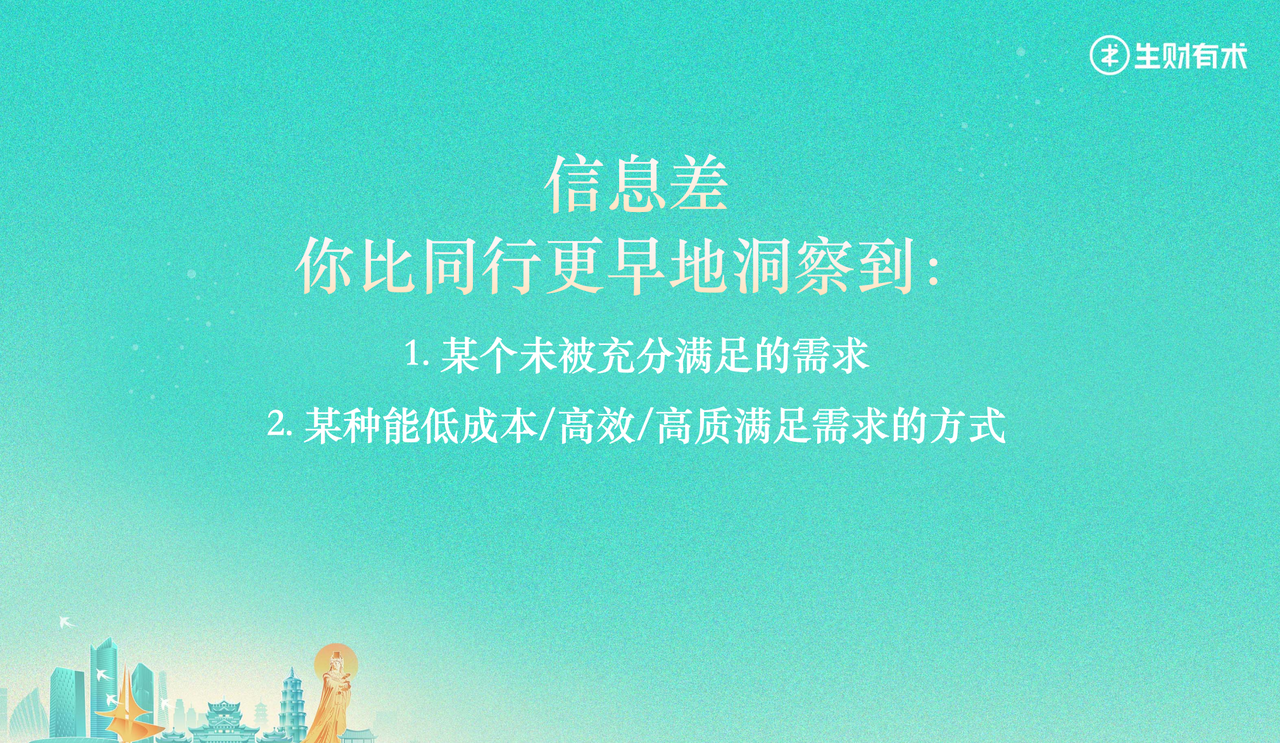 生财有术
信息差
你比同行更早地洞察到：
1. 某个未被充分满足的需求
2. 某种能低成本/高效/高质满足需求的方式